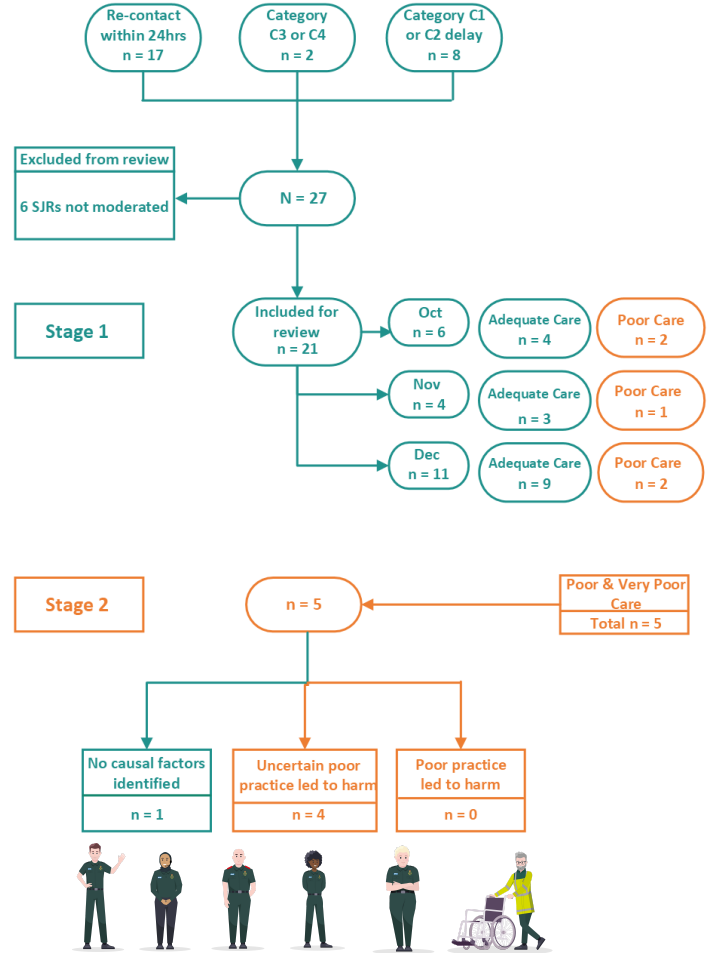 Re-contact
within 24hrs
n = 17
Category
C3 or C4
n = 2
Category C1
or C2 delay
n = 8
Excluded from review
6 SJRs not moderated
N = 27
Stage 1
Included for
review
n = 21
Oct
n = 6
Adequate Care
n = 4
Poor Care
n = 2
Nov
n = 4
Adequate Care
n = 3
Poor Care
n = 1
Dec
n = 11
Adequate Care
n = 9
Poor Care
n = 2
Stage 2
n = 5
Poor & Very Poor
Care
Total n = 5
No causal factors
identified
n = 1
Uncertain poor
practice led to harm
n = 4
Poor practice
led to harm
n = 0